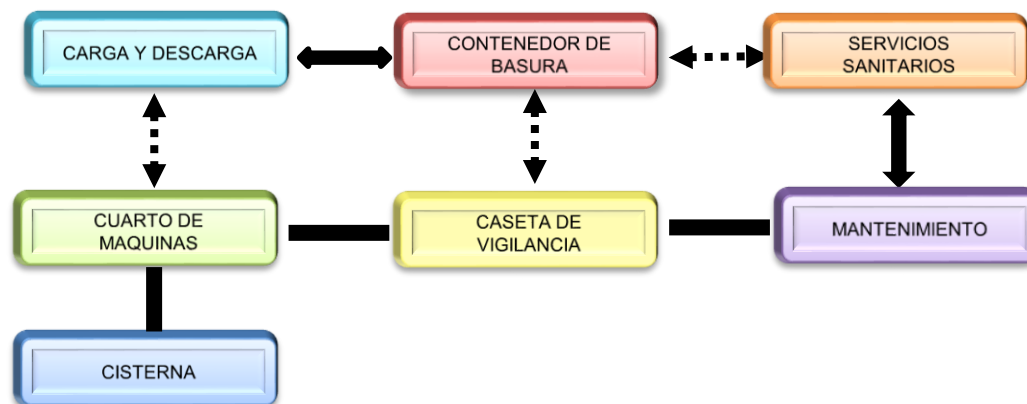 CARGA Y DESCARGA
CONTENEDOR DE
BASURA
SERVICIOS
SANITARIOS
CUARTO DE
MAQUINAS
CASETA DE
VIGILANCIA
MANTENIMIENTO
CISTERNA